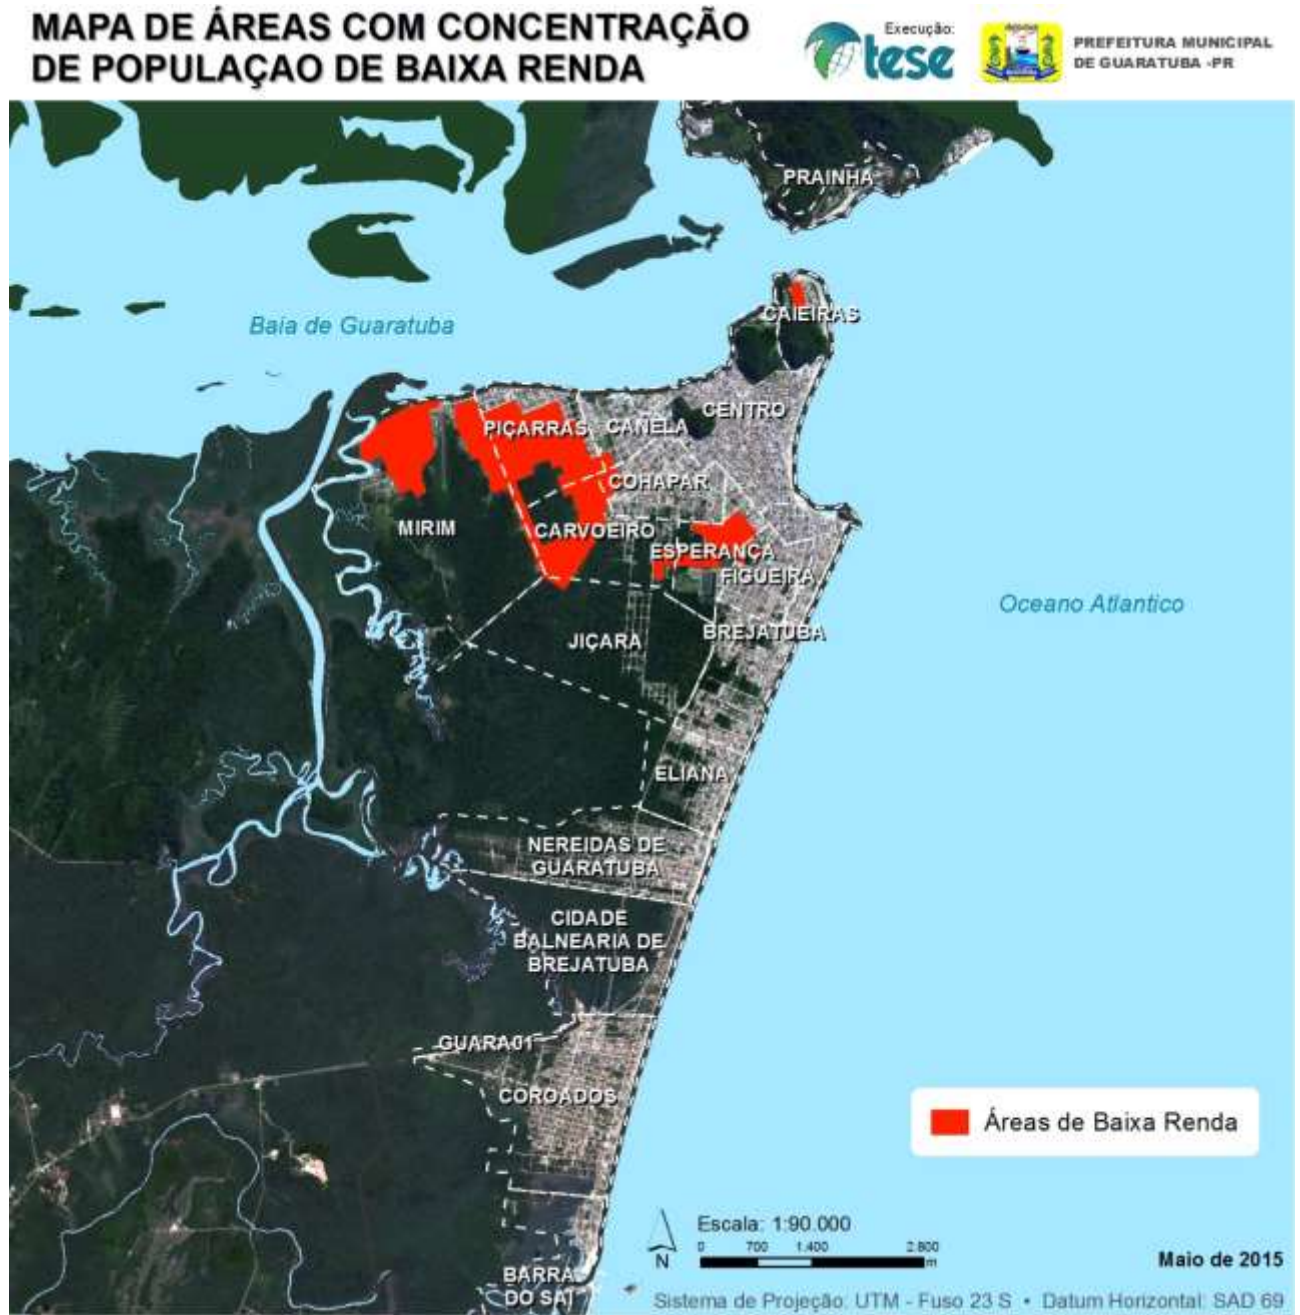 MAPA DE ÁREAS COM CONCENTRAÇÃO
DE POPULAÇAO DE BAIXA RENDA
Execução:
tese
PREFEITURA MUNICIPAL
DE GUARATUBA -PR
PRAINHA
CAIEIRAS
Baia de Guaratuba
CENTRO
PIÇARRAS
CANELA
COHAPAR
MIRIM
CARVOEIRO
ESPERANÇA
FIGUEIRA
Oceano Atlantico
BREJATUBA
JIÇARA
ELIANA
NEREIDAS DE
GUARATUBA
CIDADE
BALNEARIA DE
BREJATUBA
GUARA01
COROADOS
Áreas de Baixa Renda
BARRA
DO SAÍ
Escala: 1:90.000
0 700 1.400 2.800
m
N
Maio de 2015
Sistema de Projeção: UTM - Fuso 23 S • Datum Horizontal: SAD 69